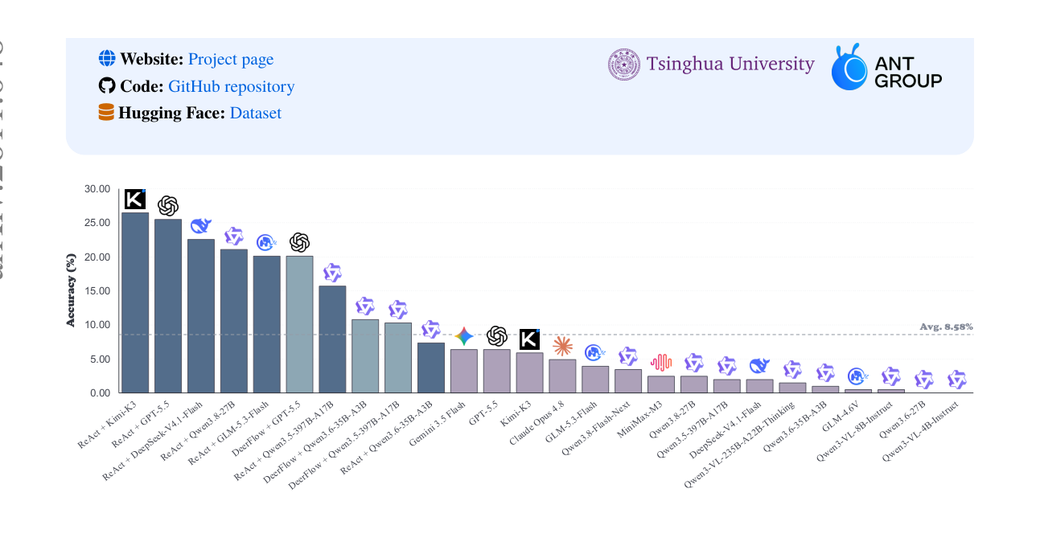 Website: Project page
Code: GitHub repository
Hugging Face: Dataset
Tsinghua University
ANT
GROUP
30.00
25.00
20.00
15.00
10.00
5.00
0.00
Accuracy (%)
Avg. 8.58%
ReAct + Kimi-K3
ReAct + GPT-5.5
ReAct + DeepSeek-V4.1-Flash
ReAct + Qwen3.8-27B
ReAct + GLM-5.3-Flash
DeerFlow + GPT-5.5
ReAct + Qwen3.5-397B-A17B
DeerFlow + Qwen3.6-35B-A3B
DeerFlow + Qwen3.5-397B-A17B
ReAct + Qwen3.6-35B-A3B
Gemini 3.5 Flash
GPT-5.5
Kimi-K3
Claude Opus 4.8
GLM-5.3-Flash
Qwen3.8-Flash-Next
MiniMax-M3
Qwen3.8-27B
Qwen3.5-397B-A17B
DeepSeek-V4.1-Flash
Qwen3-VL-235B-A22B-Thinking
Qwen3.6-35B-A3B
GLM-4.6V
Qwen3-VL-8B-Instruct
Qwen3.6-27B
Qwen3-VL-4B-Instruct